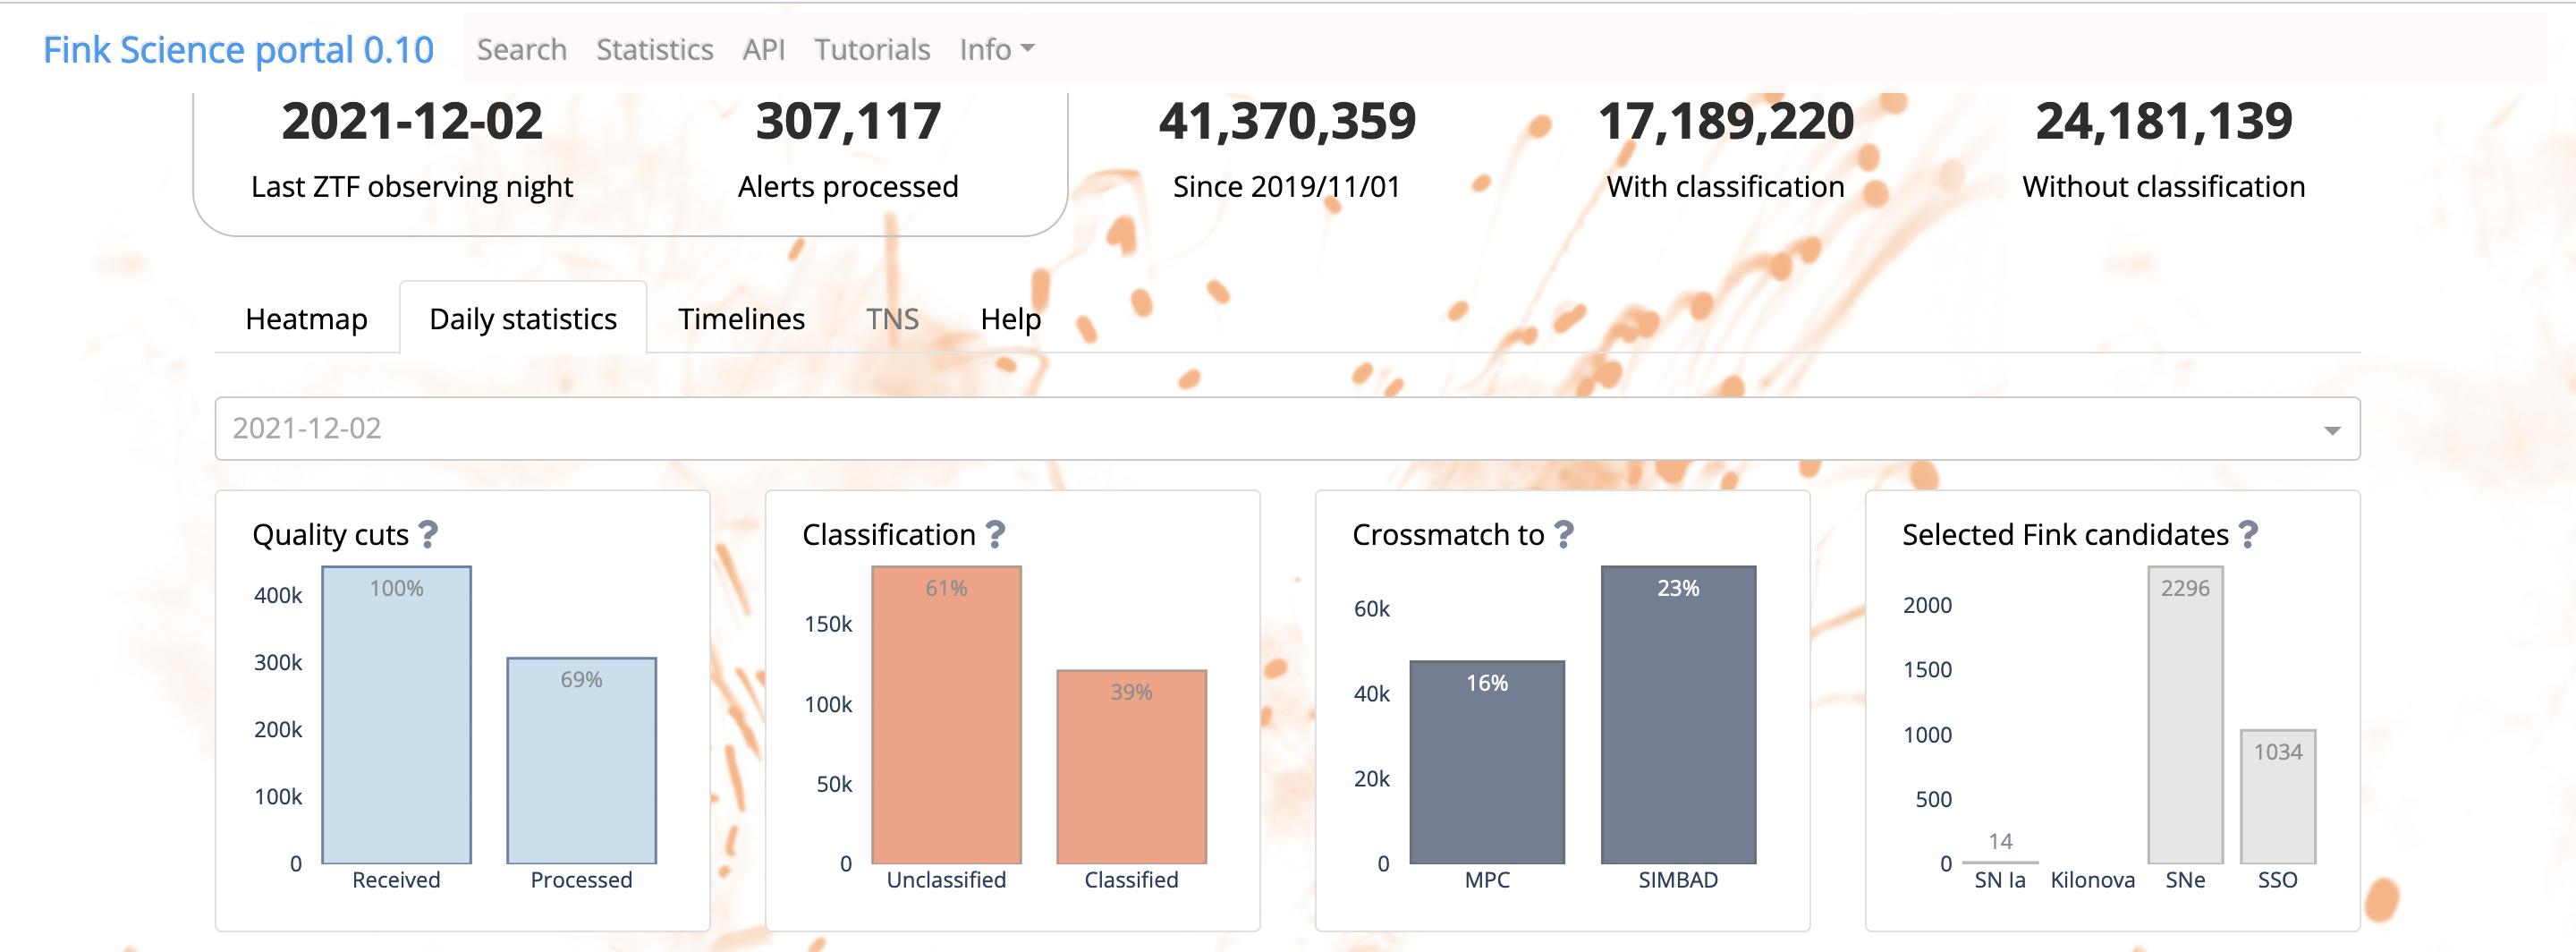 Fink Science portal 0.10 Search Statistics API Tutorials Info
2021-12-02 307,117 41,370,359 17,189,220 24,181,139
Last ZTF observing night Alerts processed Since 2019/11/01 With classification Without classification
Heatmap Daily statistics Timelines TNS Help
2021-12-02
Quality cuts ?
400k
300k
200k
100k
0
100%
69%
Received Processed
Classification ?
150k
100k
50k
0
61%
39%
Unclassified Classified
Crossmatch to ?
60k
40k
20k
0
16%
23%
MPC SIMBAD
Selected Fink candidates ?
2000
1500
1000
500
0
14
2296
1034
SN Ia Kilonova SNe SSO